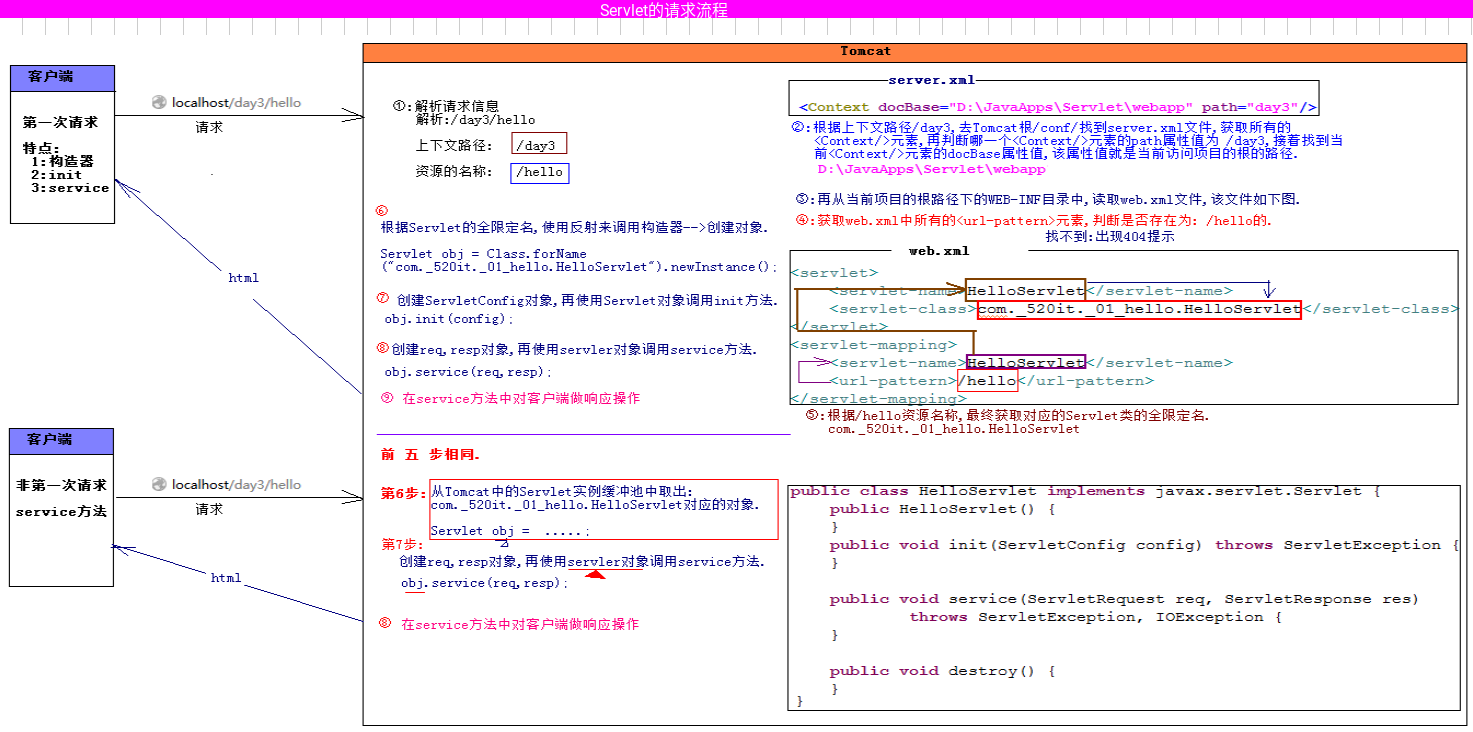 Servlet的请求流程
Tomcat
客户端
第一次请求
特点:
1:构造器
2:init
3:service
localhost/day3/hello
请求
html
①:解析请求信息
解析:/day3/hello
上下文路径: /day3
资源的名称: /hello
server.xml
<Context docBase="D:\JavaApps\Servlet\webapp" path="day3"/>
②:根据上下文路径/day3,去Tomcat根/conf/找到server.xml文件,获取所有的
<Context/>元素,再判断哪一个<Context/>元素的path属性值为 /day3,接着找到当
前<Context/>元素的docBase属性值,该属性值就是当前访问项目的根的路径.
D:\JavaApps\Servlet\webapp
③:再从当前项目的根路径下的WEB-INF目录中,读取web.xml文件,该文件如下图.
④:获取web.xml中所有的<url-pattern>元素,判断是否存在为: /hello的.
找不到:出现404提示
web.xml
<servlet>
<servlet-name>HelloServlet</servlet-name>
<servlet-class>com._520it._01_hello.HelloServlet</servlet-class>
</servlet>
<servlet-mapping>
<servlet-name>HelloServlet</servlet-name>
<url-pattern>/hello</url-pattern>
</servlet-mapping>
⑤:根据/hello资源名称,最终获取对应的Servlet类的全限定名.
com._520it._01_hello.HelloServlet
⑥
根据Servlet的全限定名,使用反射来调用构造器-->创建对象.
Servlet obj = Class.forName
("com._520it._01_hello.HelloServlet").newInstance();
⑦ 创建ServletConfig对象,再使用Servlet对象调用init方法.
obj.init(config);
⑧创建req,resp对象,再使用servler对象调用service方法.
obj.service(req,resp);
⑨ 在service方法中对客户端做响应操作
客户端
非第一次请求
service方法
localhost/day3/hello
请求
html
前 五 步相同.
第6步:
从Tomcat中的Servlet实例缓冲池中取出:
com._520it._01_hello.HelloServlet对应的对象.
Servlet obj = .....;
第7步:
创建req,resp对象,再使用servler对象调用service方法.
obj.service(req,resp);
⑧ 在service方法中对客户端做响应操作
public class HelloServlet implements javax.servlet.Servlet {
public HelloServlet() {
}
public void init(ServletConfig config) throws ServletException {
}
public void service(ServletRequest req, ServletResponse res)
throws ServletException, IOException {
}
public void destroy() {
}
}